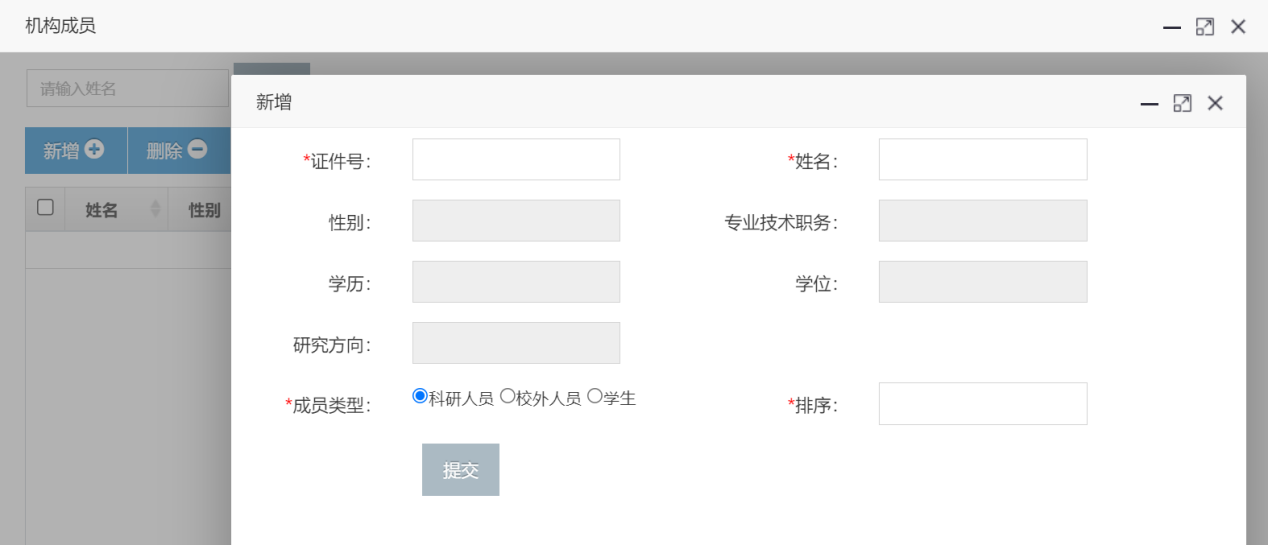 机构成员
请输入姓名
新增
新增 删除
*证件号： *姓名：
姓名 性别
性别： 专业技术职务：
学历： 学位：
研究方向：
*成员类型： 科研人员 校外人员 学生 *排序：
提交